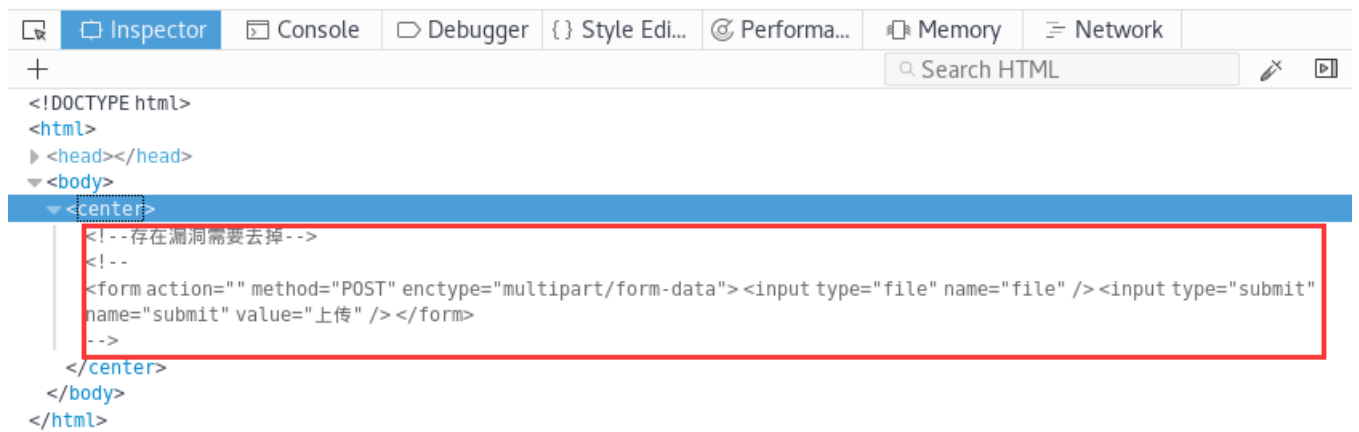 Inspector Console Debugger {} Style Edi... Performa... Memory Network
+ Search HTML
<!DOCTYPE html>
<html>
<head></head>
<body>
<center>
<!--存在漏洞需要去掉-->
<!--
<form action="" method="POST" enctype="multipart/form-data"><input type="file" name="file" /><input type="submit"
name="submit" value="上传" /></form>
-->
</center>
</body>
</html>